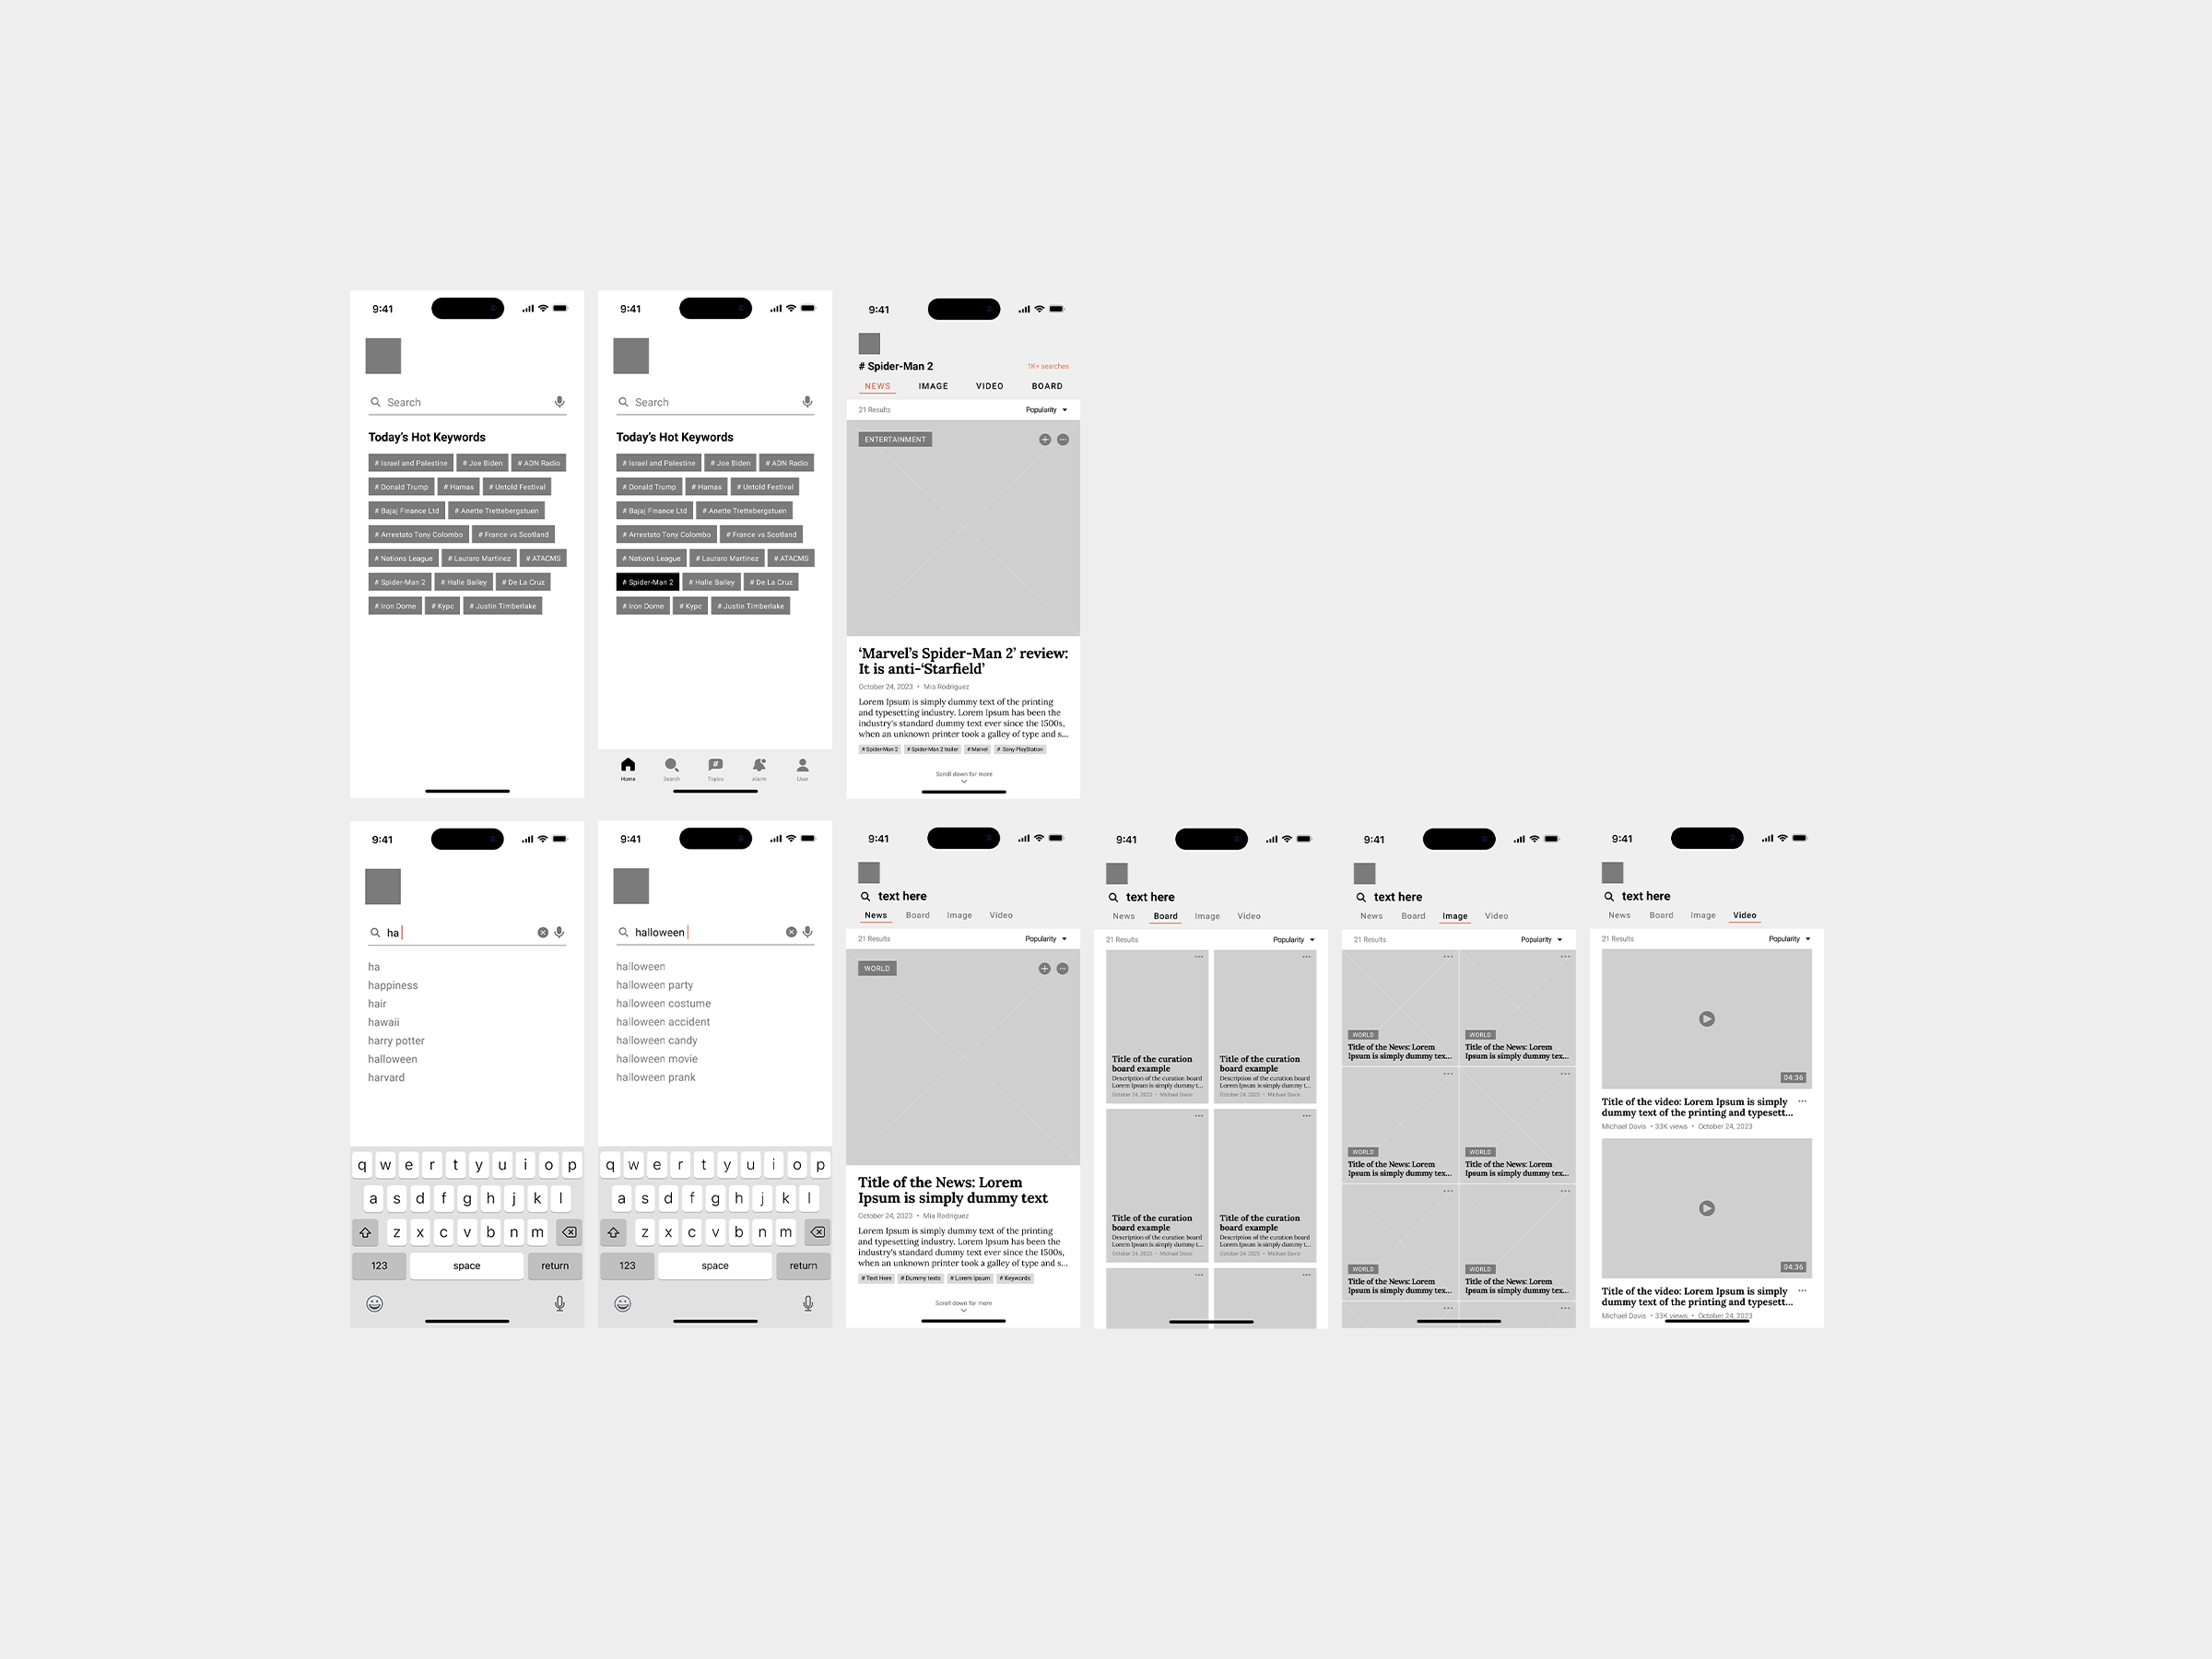 9:41
Search
Today's Hot Keywords
# Israel and Palestine # Joe Biden # ADN Radio
# Donald Trump # Hamas # Untold Festival
# Bajaj Finance Ltd # Anette Trettebergstuen
# Arrestato Tony Colombo # France vs Scotland
# Nations League # Lautaro Martinez # ATACMS
# Spider-Man 2 # Halle Bailey # De La Cruz
# Iron Dome # Kypc # Justin Timberlake
9:41
Search
Today's Hot Keywords
# Israel and Palestine # Joe Biden # ADN Radio
# Donald Trump # Hamas # Untold Festival
# Bajaj Finance Ltd # Anette Trettebergstuen
# Arrestato Tony Colombo # France vs Scotland
# Nations League # Lautaro Martinez # ATACMS
# Spider-Man 2 # Halle Bailey # De La Cruz
# Iron Dome # Kypc # Justin Timberlake
Home Search Topics Alarm User
9:41
# Spider-Man 2 1K+ searches
NEWS IMAGE VIDEO BOARD
21 Results Popularity
ENTERTAINMENT
‘Marvel’s Spider-Man 2’ review:
It is anti-‘Starfield’
October 24, 2023 • Mia Rodriguez
Lorem Ipsum is simply dummy text of the printing
and typesetting industry. Lorem Ipsum has been the
industry's standard dummy text ever since the 1500s,
when an unknown printer took a galley of type and s...
# Spider-Man 2 # Spider-Man 2 trailer # Marvel # Sony PlayStation
Scroll down for more
9:41
ha
ha
happiness
hair
hawaii
harry potter
halloween
harvard
q w e r t y u i o p
a s d f g h j k l
z x c v b n m
123 space return
9:41
halloween
halloween
halloween party
halloween costume
halloween accident
halloween candy
halloween movie
halloween prank
q w e r t y u i o p
a s d f g h j k l
z x c v b n m
123 space return
9:41
text here
News Board Image Video
21 Results Popularity
WORLD
Title of the News: Lorem
Ipsum is simply dummy text
October 24, 2023 • Mia Rodriguez
Lorem Ipsum is simply dummy text of the printing
and typesetting industry. Lorem Ipsum has been the
industry's standard dummy text ever since the 1500s,
when an unknown printer took a galley of type and s...
# Text Here # Dummy texts # Lorem Ipsum # Keywords
Scroll down for more
9:41
text here
News Board Image Video
21 Results Popularity
Title of the curation
board example
Description of the curation board
Lorem Ipsum is simply dummy t...
October 24, 2023 • Michael Davis
Title of the curation
board example
Description of the curation board
Lorem Ipsum is simply dummy t...
October 24, 2023 • Michael Davis
Title of the curation
board example
Description of the curation board
Lorem Ipsum is simply dummy t...
October 24, 2023 • Michael Davis
Title of the curation
board example
Description of the curation board
Lorem Ipsum is simply dummy t...
October 24, 2023 • Michael Davis
9:41
text here
News Board Image Video
21 Results Popularity
WORLD
Title of the News: Lorem
Ipsum is simply dummy tex...
WORLD
Title of the News: Lorem
Ipsum is simply dummy tex...
WORLD
Title of the News: Lorem
Ipsum is simply dummy tex...
WORLD
Title of the News: Lorem
Ipsum is simply dummy tex...
WORLD
Title of the News: Lorem
Ipsum is simply dummy tex...
WORLD
Title of the News: Lorem
Ipsum is simply dummy tex...
9:41
text here
News Board Image Video
21 Results Popularity
04:36
Title of the video: Lorem Ipsum is simply
dummy text of the printing and typesett...
Michael Davis • 33K views • October 24, 2023
04:36
Title of the video: Lorem Ipsum is simply
dummy text of the printing and typesett...
Michael Davis • 33K views • October 24, 2023